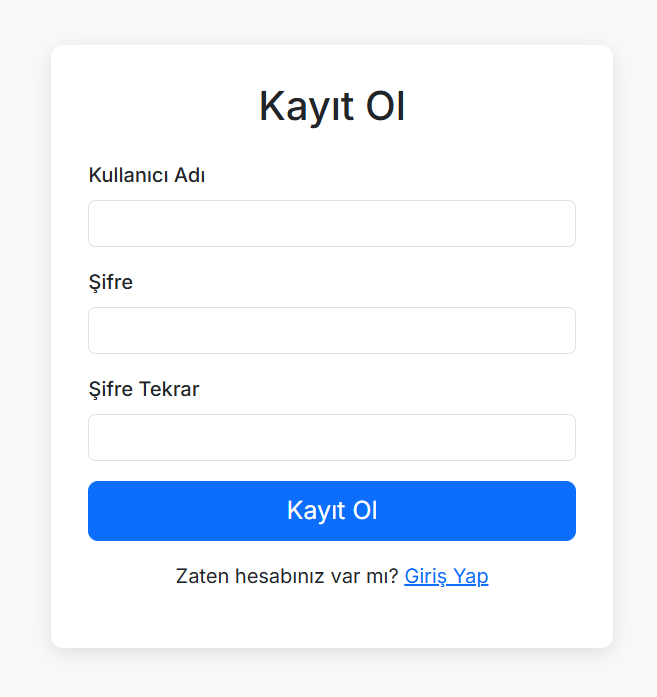 Kayıt Ol
Kullanıcı Adı
Şifre
Şifre Tekrar
Kayıt Ol
Zaten hesabınız var mı? Giriş Yap